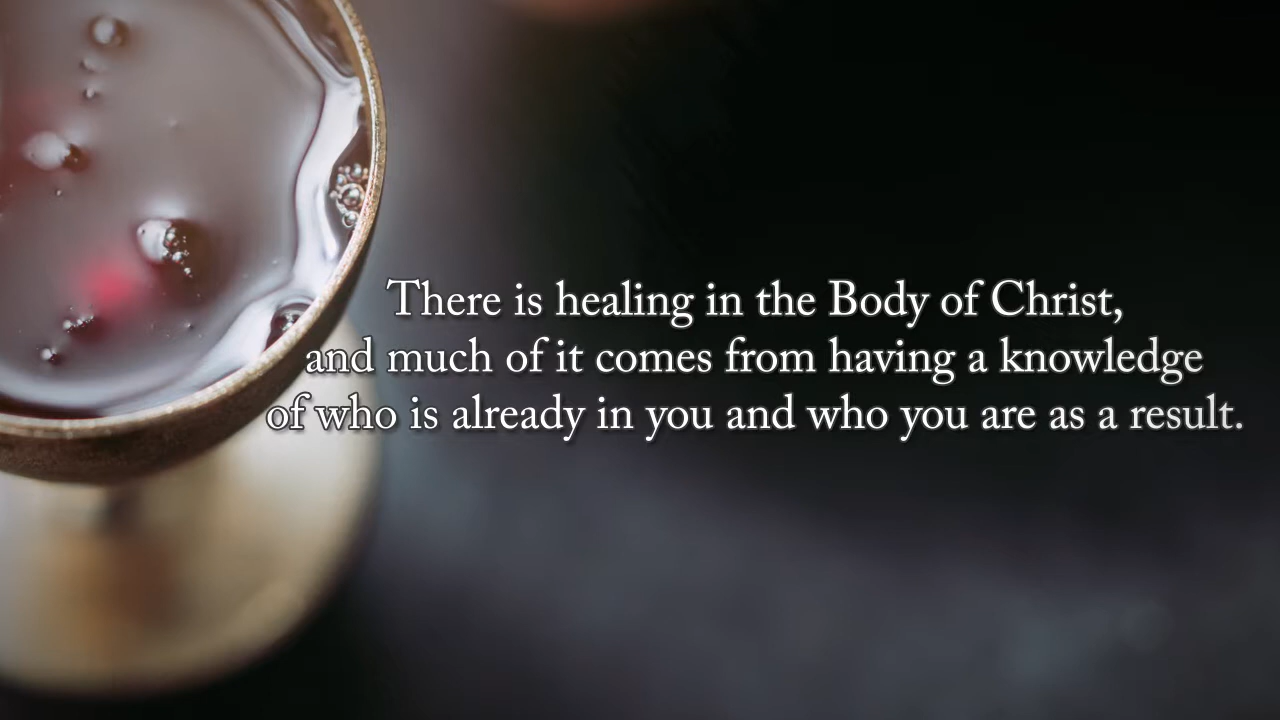 There is healing in the Body of Christ,
and much of it comes from having a knowledge
of who is already in you and who you are as a result.